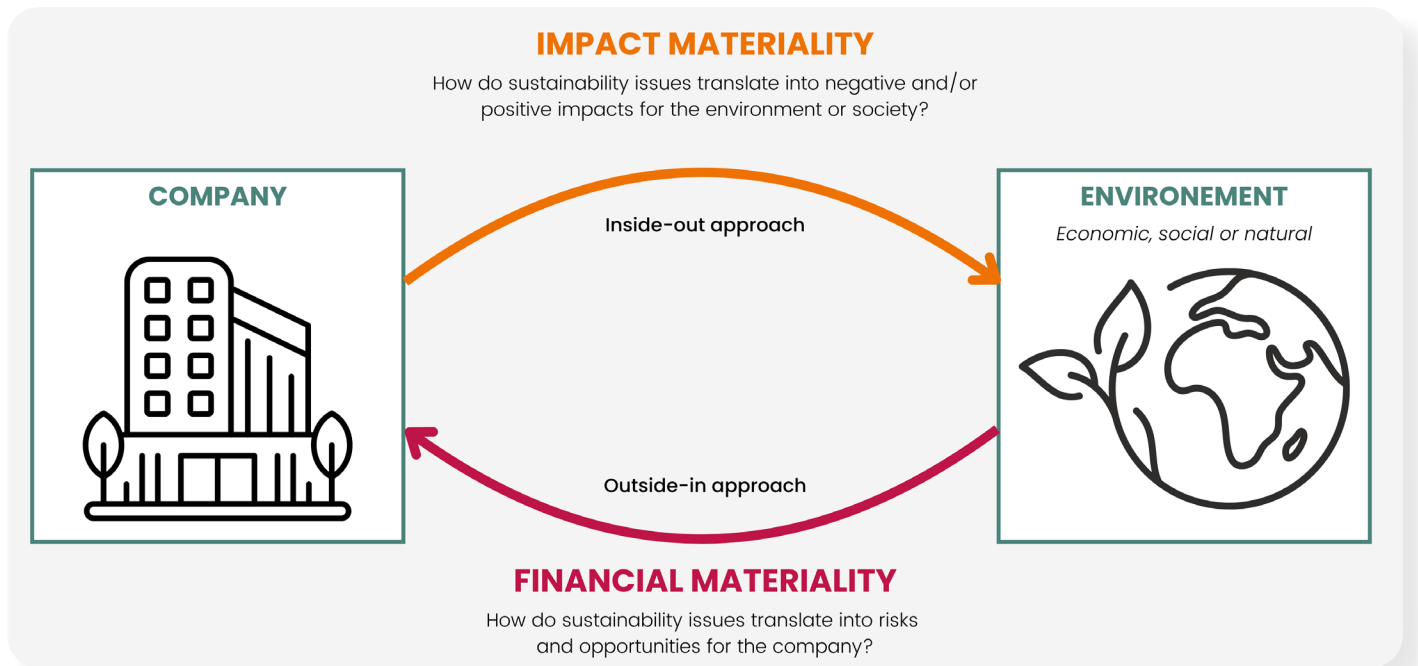 IMPACT MATERIALITY
How do sustainability issues translate into negative and/or
positive impacts for the environment or society?
COMPANY
ENVIRONEMENT
Economic, social or natural
Inside-out approach
Outside-in approach
FINANCIAL MATERIALITY
How do sustainability issues translate into risks
and opportunities for the company?